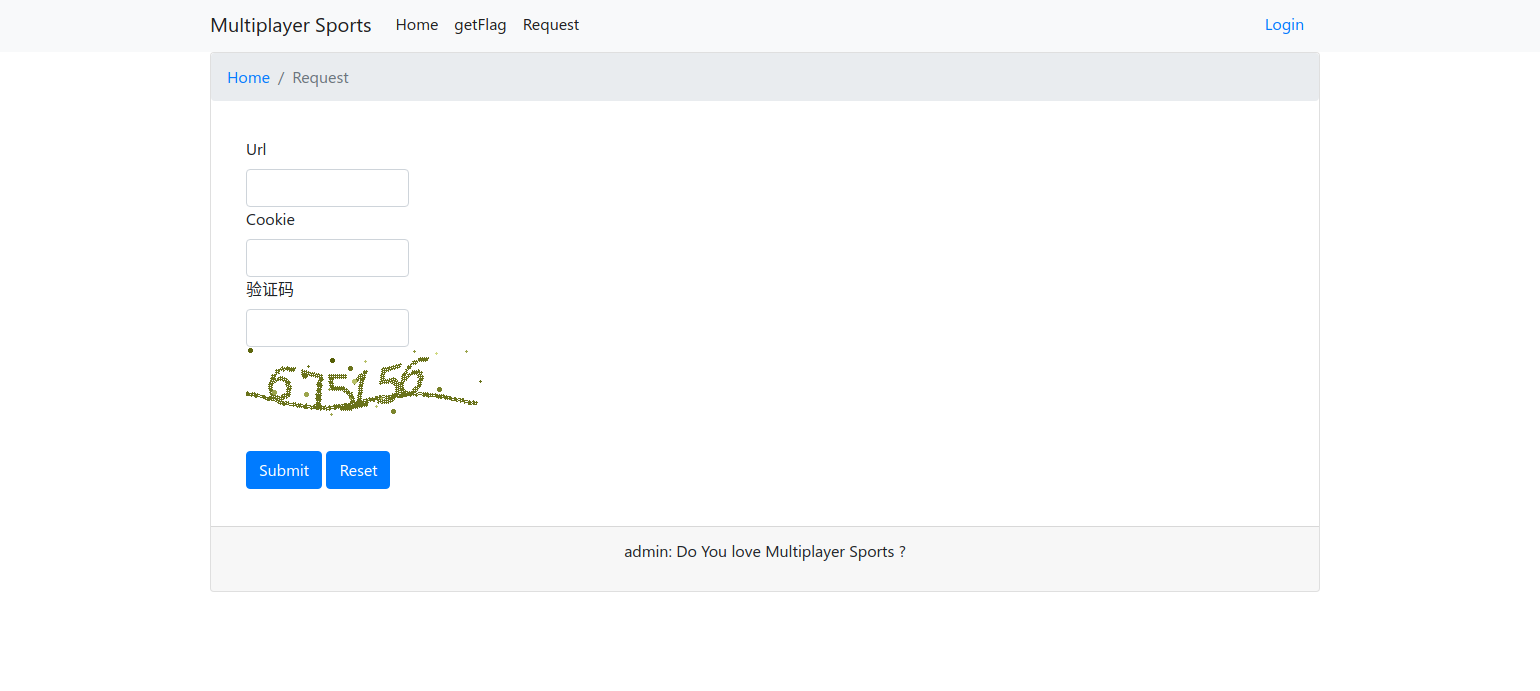 Multiplayer Sports Home getFlag Request Login
Home / Request
Url
Cookie
验证码
675156
Submit Reset
admin: Do You love Multiplayer Sports ?